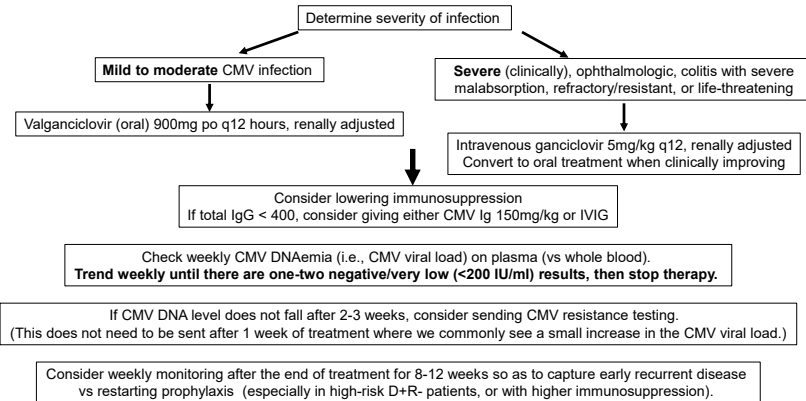 Determine severity of infection
Mild to moderate CMV infection
Severe (clinically), ophthalmologic, colitis with severe
malabsorption, refractory/resistant, or life-threatening
Valganciclovir (oral) 900mg po q12 hours, renally adjusted
Intravenous ganciclovir 5mg/kg q12, renally adjusted
Convert to oral treatment when clinically improving
Consider lowering immunosuppression
If total IgG < 400, consider giving either CMV Ig 150mg/kg or IVIG
Check weekly CMV DNAemia (i.e., CMV viral load) on plasma (vs whole blood).
Trend weekly until there are one-two negative/very low (<200 IU/ml) results, then stop therapy.
If CMV DNA level does not fall after 2-3 weeks, consider sending CMV resistance testing.
(This does not need to be sent after 1 week of treatment where we commonly see a small increase in the CMV viral load.)
Consider weekly monitoring after the end of treatment for 8-12 weeks so as to capture early recurrent disease
vs restarting prophylaxis (especially in high-risk D+R- patients, or with higher immunosuppression).